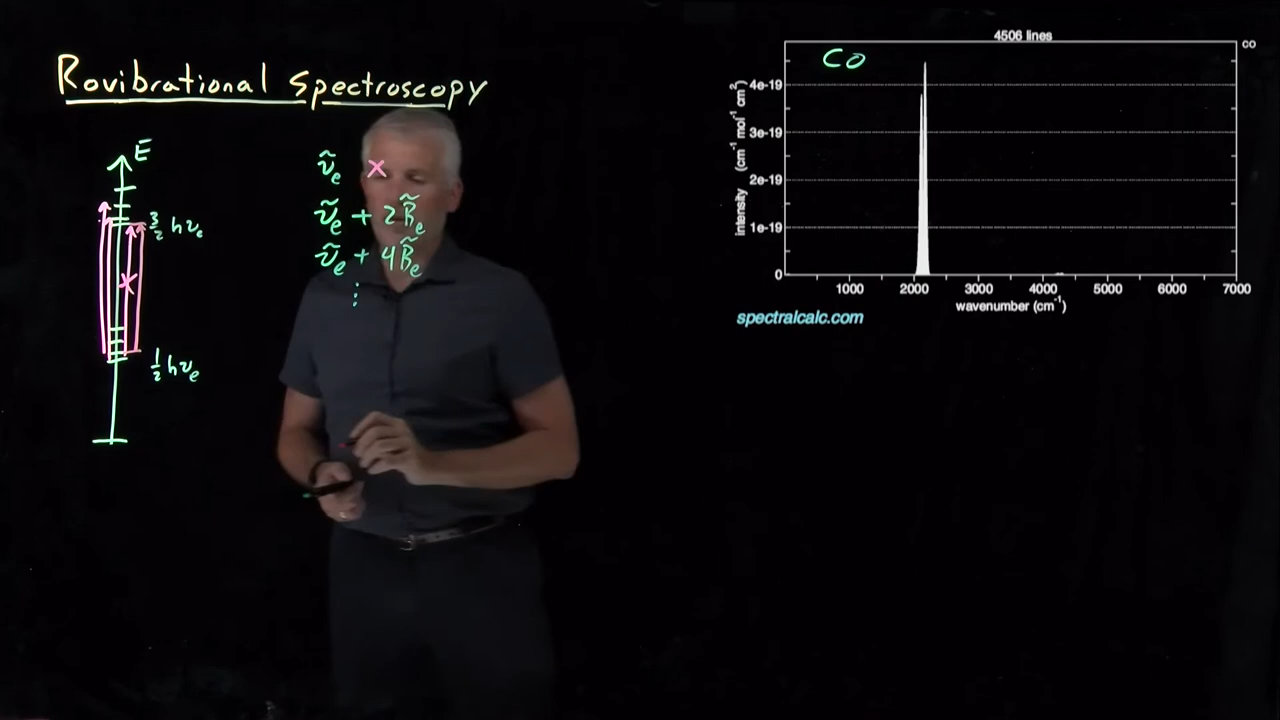 Rovibrational Spectroscopy
E
3/2 hνₑ
1/2 hνₑ
ν̃ₑ ×
ν̃ₑ + 2B̃ₑ
ν̃ₑ + 4B̃ₑ
⋮
4506 lines
CO
CO
intensity (cm⁻¹ mol⁻¹ cm²)
4e-19
3e-19
2e-19
1e-19
0
1000 2000 3000 4000 5000 6000 7000
wavenumber (cm⁻¹)
spectralcalc.com